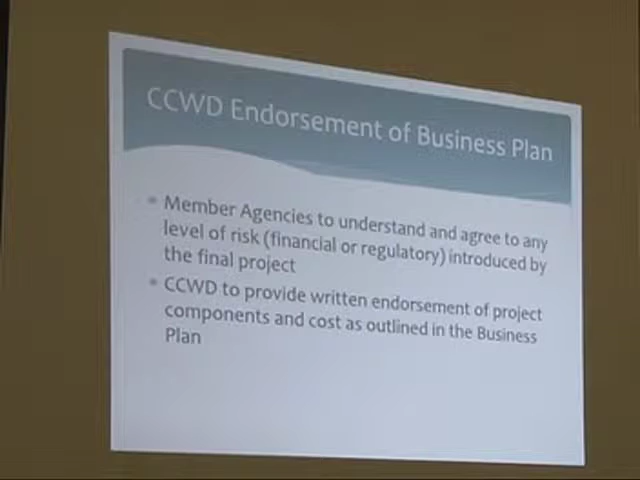 CCWD Endorsement of Business Plan
Member Agencies to understand and agree to any
level of risk (financial or regulatory) introduced by
the final project
CCWD to provide written endorsement of project
components and cost as outlined in the Business
Plan